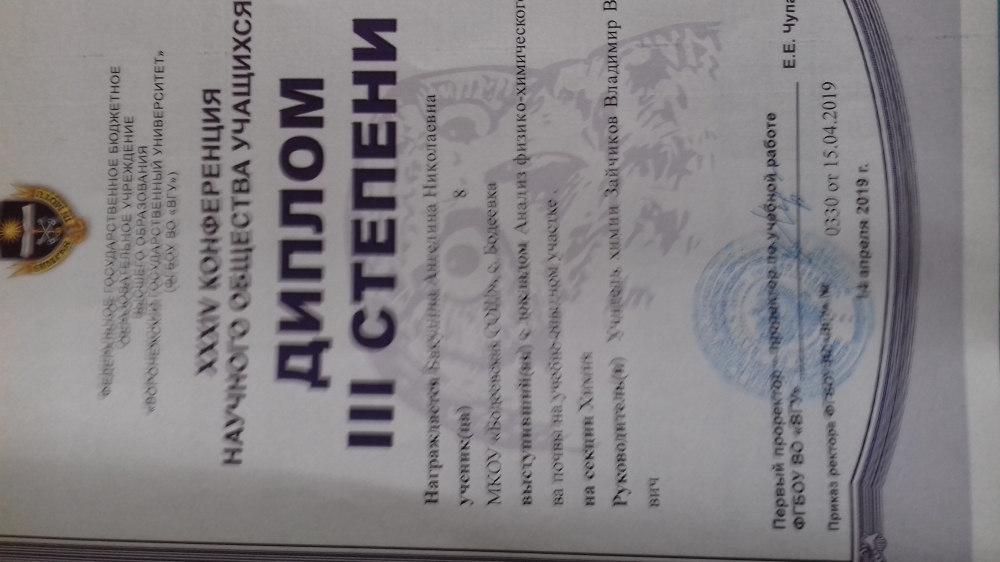 ФЕДЕРАЛЬНОЕ ГОСУДАРСТВЕННОЕ БЮДЖЕТНОЕ
ОБРАЗОВАТЕЛЬНОЕ УЧРЕЖДЕНИЕ
ВЫСШЕГО ОБРАЗОВАНИЯ
«ВОРОНЕЖСКИЙ ГОСУДАРСТВЕННЫЙ УНИВЕРСИТЕТ»
(ФГБОУ ВО «ВГУ»)
XXXIV КОНФЕРЕНЦИЯ
НАУЧНОГО ОБЩЕСТВА УЧАЩИХСЯ
ДИПЛОМ
III СТЕПЕНИ
Награждается Ангелина Николаевна
ученик(ца) 8
МКОУ «Бодеевская СОШ», с. Бодеевка
выступивший(ая) с докладом Анализ физико-химического
ва почвы на учебно-опытном участке.
на секции Химия
Руководитель(и) Учитель химии Зайчиков Владимир В
вич
Первый проректор – проректор по учебной работе
ФГБОУ ВО «ВГУ» Е.Е. Чупа
Приказ ректора ФГБОУ ВО «ВГУ» № 0330 от 15.04.2019
14 апреля 2019 г.